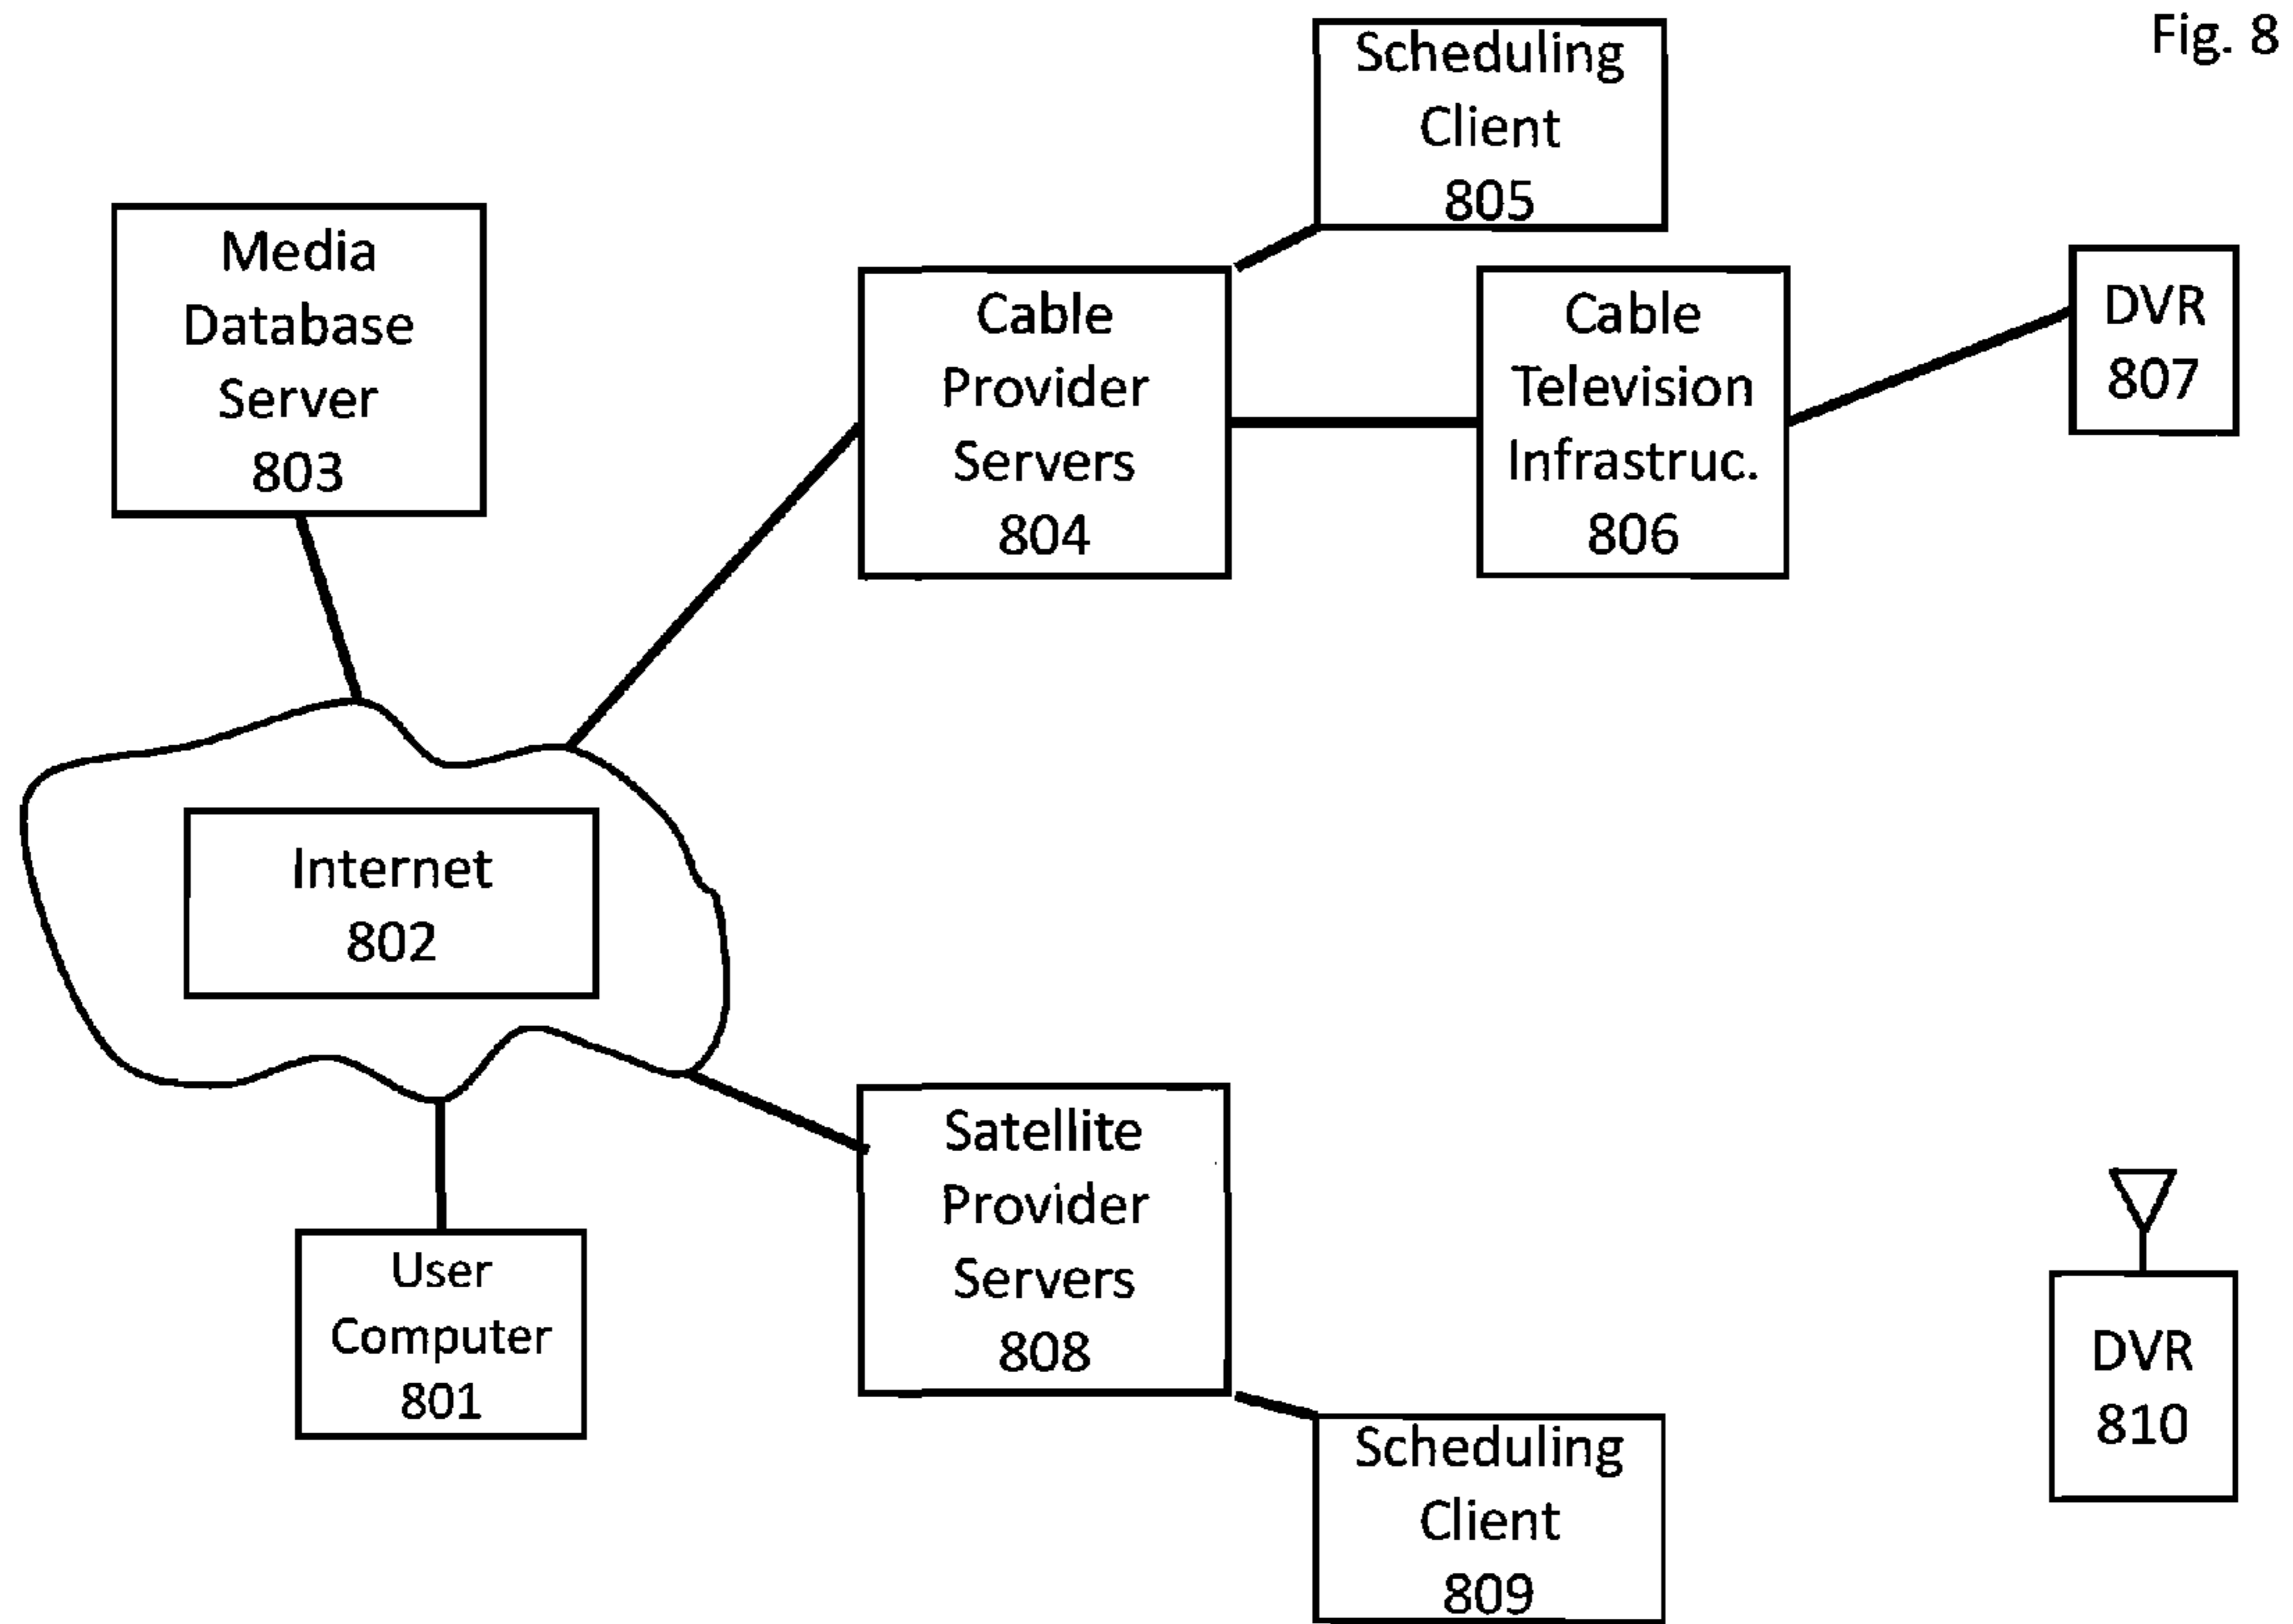 Fig. 8
Scheduling
Client
805
Media
Database
Server
803
Cable
Provider
Servers
804
Cable
Television
Infrastruc.
806
DVR
807
Internet
802
Satellite
Provider
Servers
808
User
Computer
801
DVR
810
Scheduling
Client
809